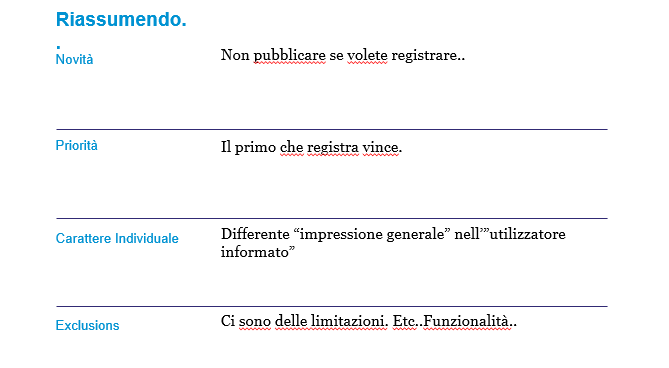 Riassumendo.
.
Novità
Non pubblicare se volete registrare..
Priorità
Il primo che registra vince.
Carattere Individuale
Differente “impressione generale” nell’”utilizzatore
informato”
Exclusions
Ci sono delle limitazioni. Etc..Funzionalità..